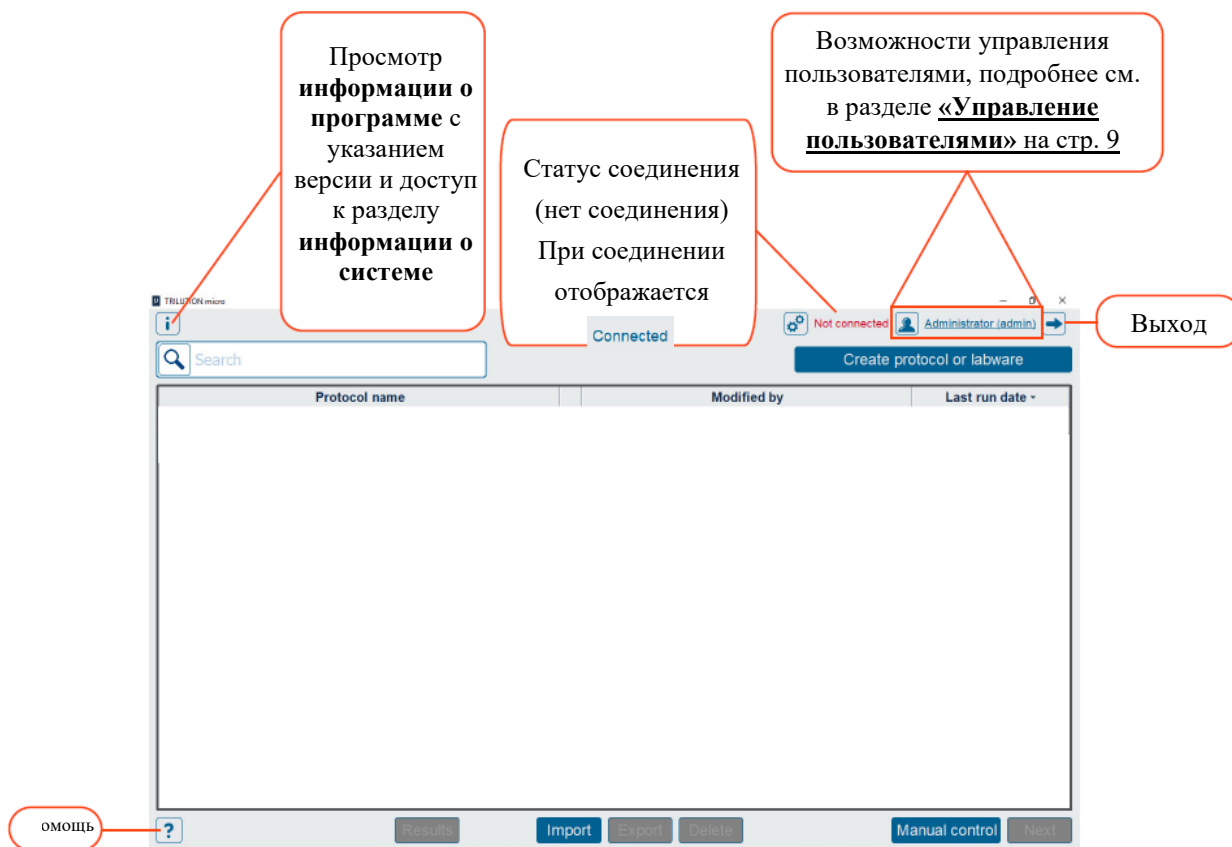 Просмотр
информации о
программе с
указанием
версии и доступ
к разделу
информации о
системе
Статус соединения
(нет соединения)
При соединении
отображается
Connected
Возможности управления
пользователями, подробнее см.
в разделе «Управление
пользователями» на стр. 9
TRILUTION micro
i
Not connected
Administrator (admin)
Выход
Search
Create protocol or labware
Protocol name
Modified by
Last run date
омощь
?
Results
Import
Export
Delete
Manual control
Next